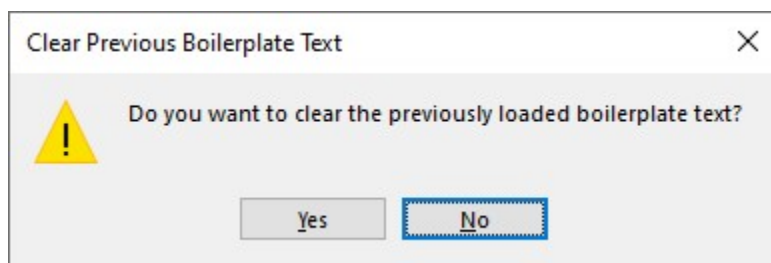 Clear Previous Boilerplate Text
Do you want to clear the previously loaded boilerplate text?
Yes
No